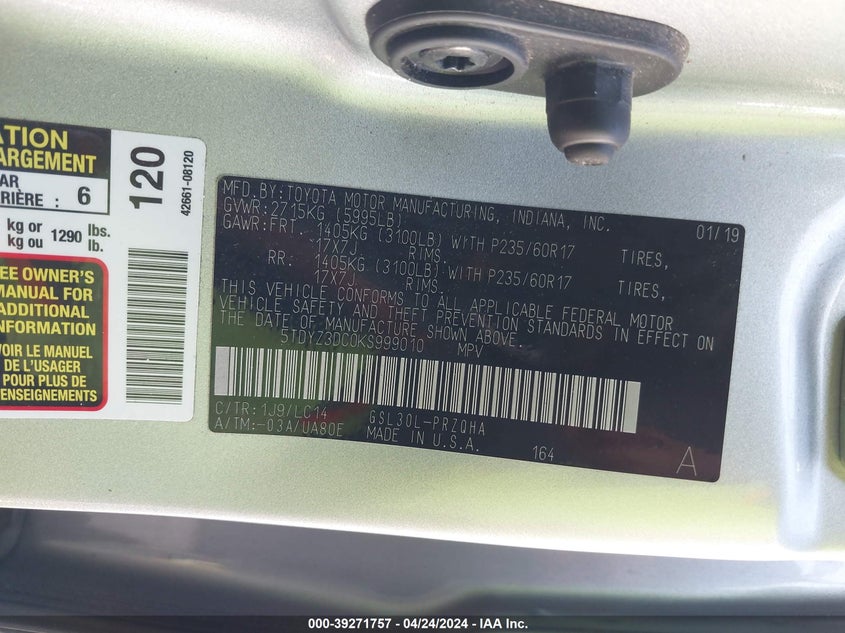 ATION
ARGEMENT
AR
RIÈRE : 6
kg or 1290 lbs.
kg ou lb.
EE OWNER'S
MANUAL FOR
ADDITIONAL
INFORMATION
VOIR LE MANUEL
DE L'USAGER
POUR PLUS DE
RENSEIGNEMENTS
120
42661-08120
MFD. BY: TOYOTA MOTOR MANUFACTURING, INDIANA, INC.
GVWR: 2715KG (5995LB) 01/19
GAWR: FRT. 1405KG (3100LB) WITH P235/60R17 TIRES,
17X7J RIMS.
RR: 1405KG (3100LB) WITH P235/60R17 TIRES,
17X7J RIMS.
THIS VEHICLE CONFORMS TO ALL APPLICABLE FEDERAL MOTOR
VEHICLE SAFETY AND THEFT PREVENTION STANDARDS IN EFFECT ON
THE DATE OF MANUFACTURE SHOWN ABOVE.
5TDYZ3DC0KS999010 MPV
C/TR: 1J9/LC14 GSL30L-PRZQHA
A/TM:-03A/UA80E MADE IN U.S.A. 164 A
000-39271757 - 04/24/2024 - IAA Inc.